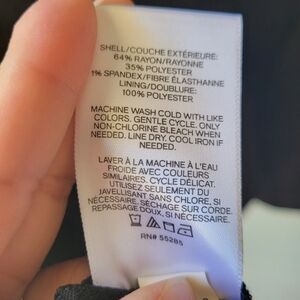 SHELL/COUCHE EXTÉRIEURE:
64% RAYON/RAYONNE
35% POLYESTER
1% SPANDEX/FIBRE ÉLASTHANNE
LINING/DOUBLURE:
100% POLYESTER
MACHINE WASH COLD WITH LIKE
COLORS. GENTLE CYCLE. ONLY
NON-CHLORINE BLEACH WHEN
NEEDED. LINE DRY. COOL IRON IF
NEEDED.
LAVER À LA MACHINE À L'EAU
FROIDE AVEC COULEURS
SIMILAIRES. CYCLE DÉLICAT.
UTILISEZ SEULEMENT DU
JAVELLISANT SANS CHLORE, SI
NÉCESSAIRE. SÉCHAGE SUR CORDE.
REPASSAGE DOUX, SI NÉCESSAIRE.
RN# 55285